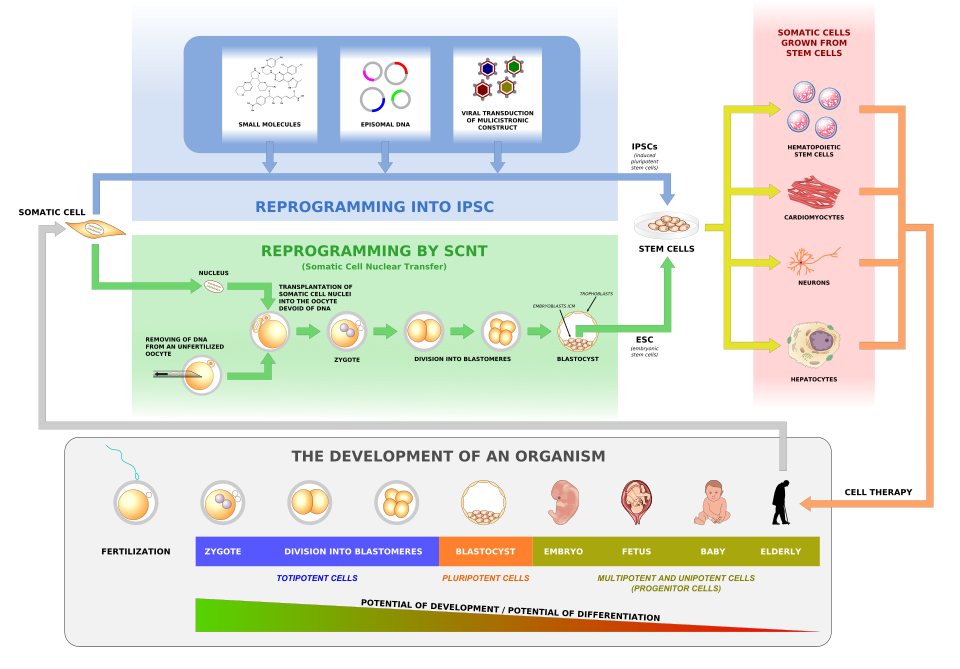 SOMATIC CELLS
GROWN FROM
STEM CELLS
SMALL MOLECULES
EPISOMAL DNA
VIRAL TRANSDUCTION
OF MULICISTRONIC
CONSTRUCT
IPSCs
(induced
pluripotent
stem cells)
HEMATOPOIETIC
STEM CELLS
REPROGRAMMING INTO IPSC
SOMATIC CELL
CARDIOMYOCYTES
STEM CELLS
REPROGRAMMING BY SCNT
(Somatic Cell Nuclear Transfer)
NUCLEUS
TRANSPLANTATION OF
SOMATIC CELL NUCLEI
INTO THE OOCYTE
DEVOID OF DNA
NEURONS
TROPHOBLASTS
EMBRYOBLASTS ICM
REMOVING OF DNA
FROM AN UNFERTILIZED
OOCYTE
ZYGOTE
DIVISION INTO BLASTOMERES
BLASTOCYST
ESC
(embryonic
stem cells)
HEPATOCYTES
THE DEVELOPMENT OF AN ORGANISM
CELL THERAPY
FERTILIZATION
ZYGOTE
DIVISION INTO BLASTOMERES
BLASTOCYST
EMBRYO
FETUS
BABY
ELDERLY
TOTIPOTENT CELLS
PLURIPOTENT CELLS
MULTIPOTENT AND UNIPOTENT CELLS
(PROGENITOR CELLS)
POTENTIAL OF DEVELOPMENT / POTENTIAL OF DIFFERENTIATION